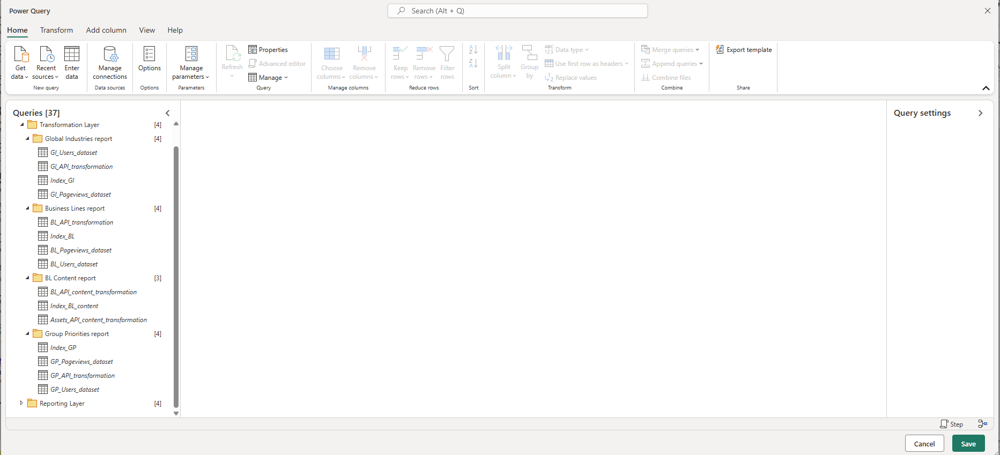 Power Query
Search (Alt + Q)
Home Transform Add column View Help
Get data
Recent sources
Enter data
New query
Manage connections
Data sources
Options
Options
Manage parameters
Parameters
Refresh
Properties
Advanced editor
Manage
Query
Choose columns
Remove columns
Manage columns
Keep rows
Remove rows
Filter rows
Reduce rows
A Z
Z A
Sort
Split column
Group by
ABC 123 Data type
Use first row as headers
1 2 Replace values
Transform
Merge queries
Append queries
Combine files
Combine
Export template
Share
Queries [37]
Transformation Layer [4]
Global Industries report [4]
GI_Users_dataset
GI_API_transformation
Index_GI
GI_Pageviews_dataset
Business Lines report [4]
BL_API_transformation
Index_BL
BL_Pageviews_dataset
BL_Users_dataset
BL Content report [3]
BL_API_content_transformation
Index_BL_content
Assets_API_content_transformation
Group Priorities report [4]
Index_GP
GP_Pageviews_dataset
GP_API_transformation
GP_Users_dataset
Reporting Layer [4]
Query settings
Step
Cancel
Save